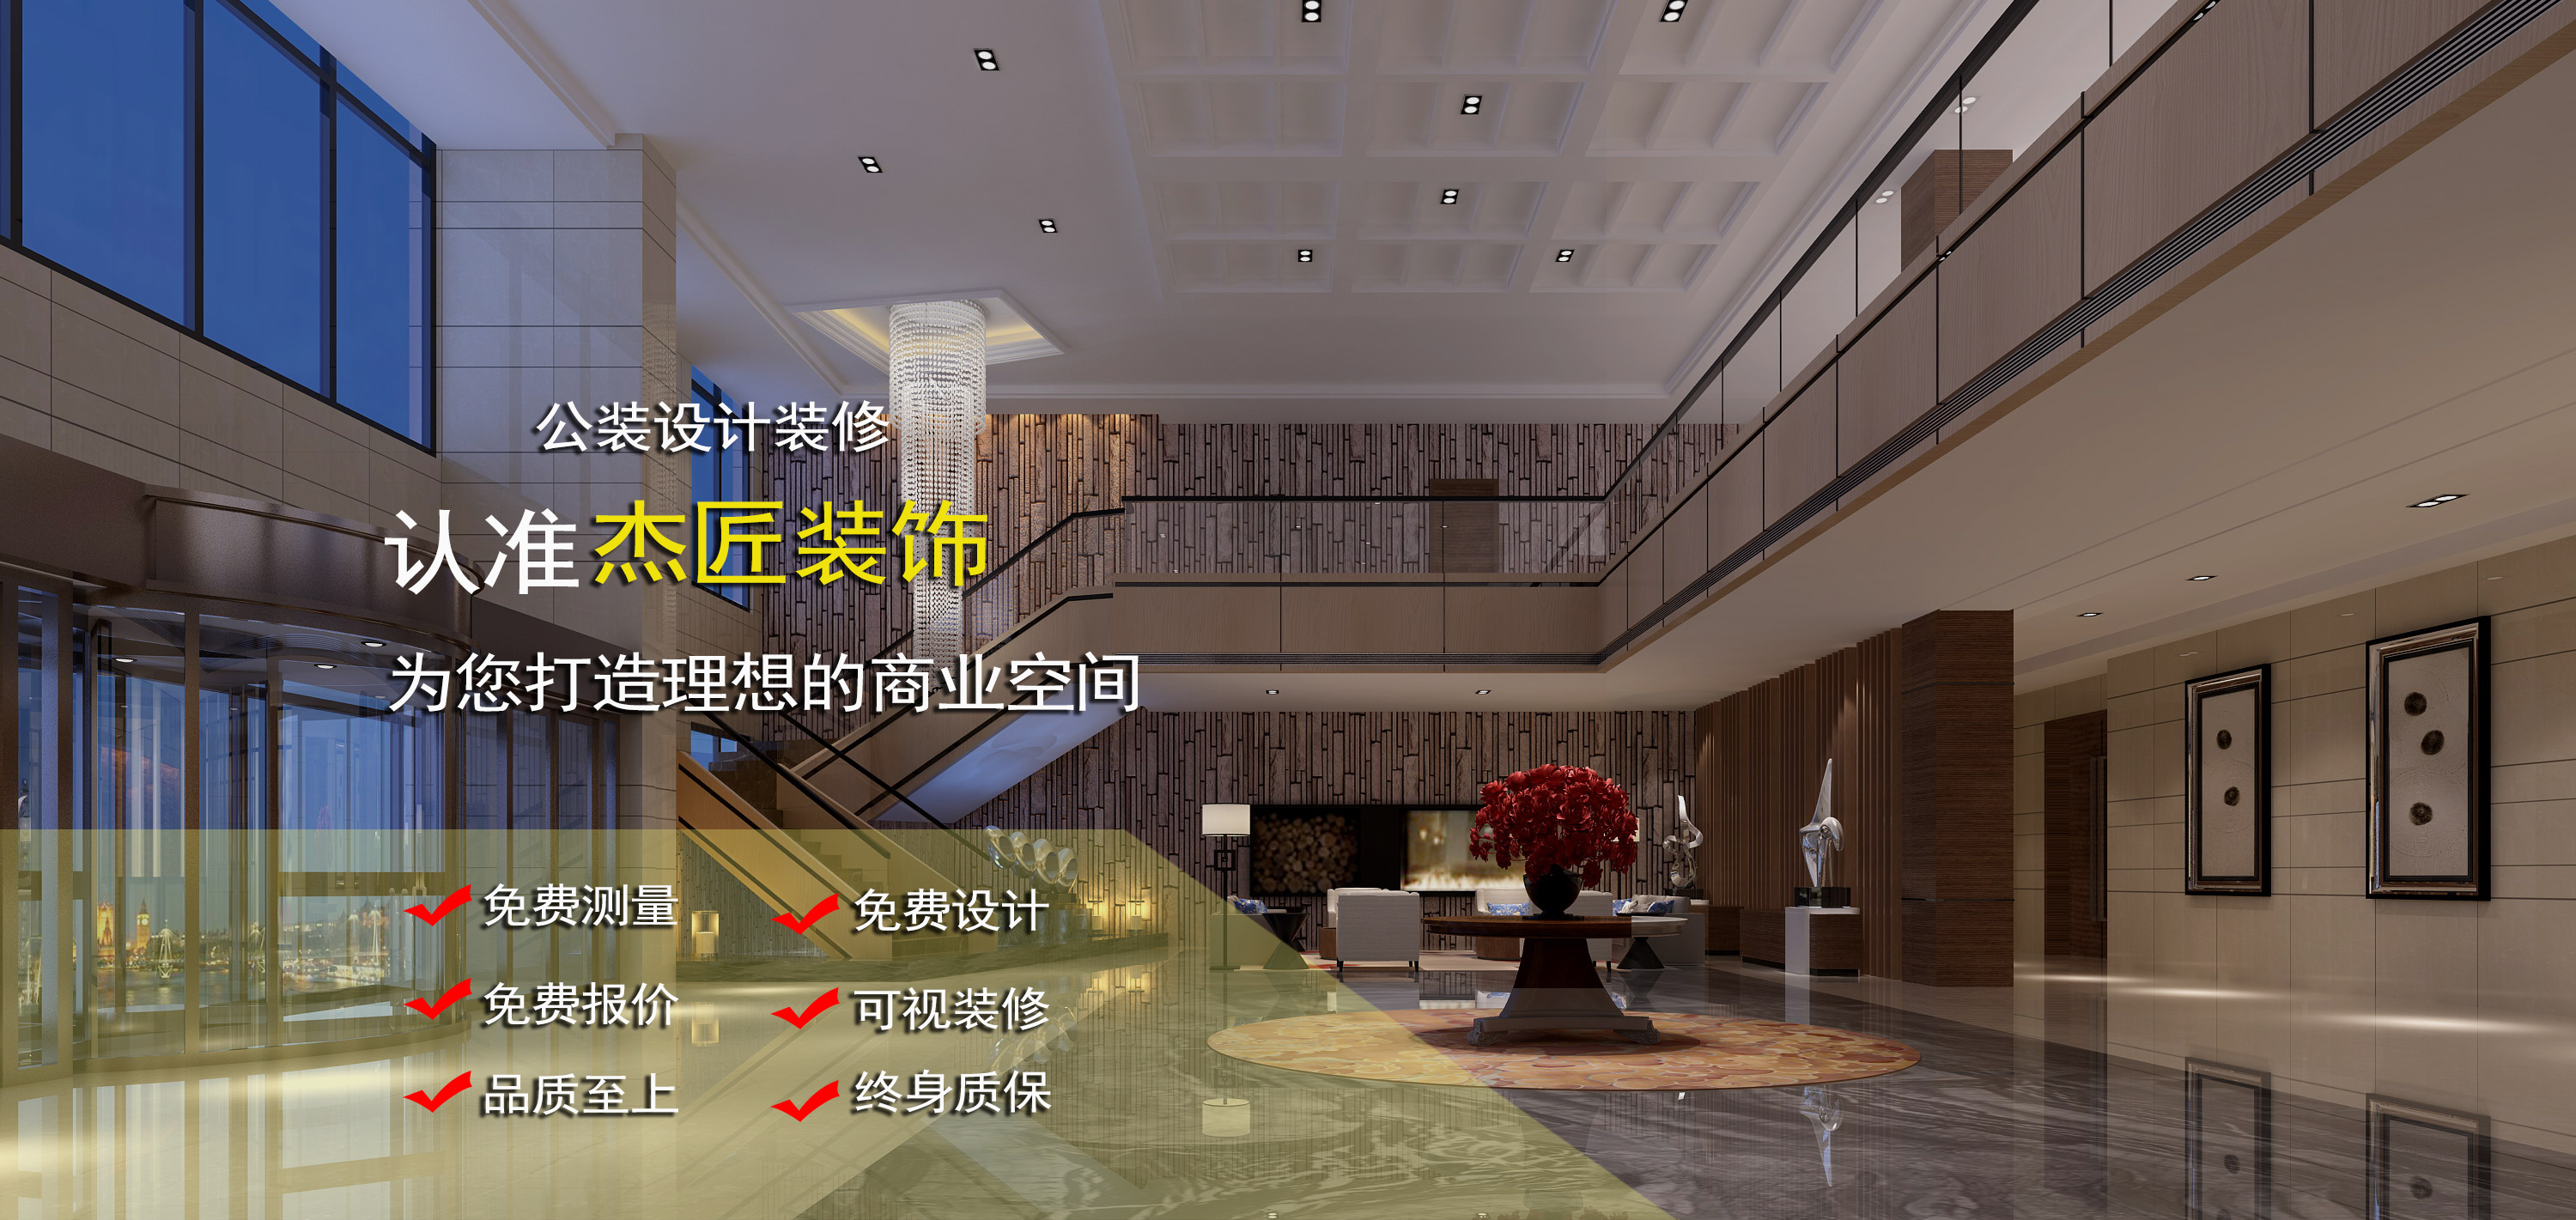 公装设计装修
认准杰匠装饰
为您打造理想的商业空间
免费测量 免费设计
免费报价 可视装修
品质至上 终身质保